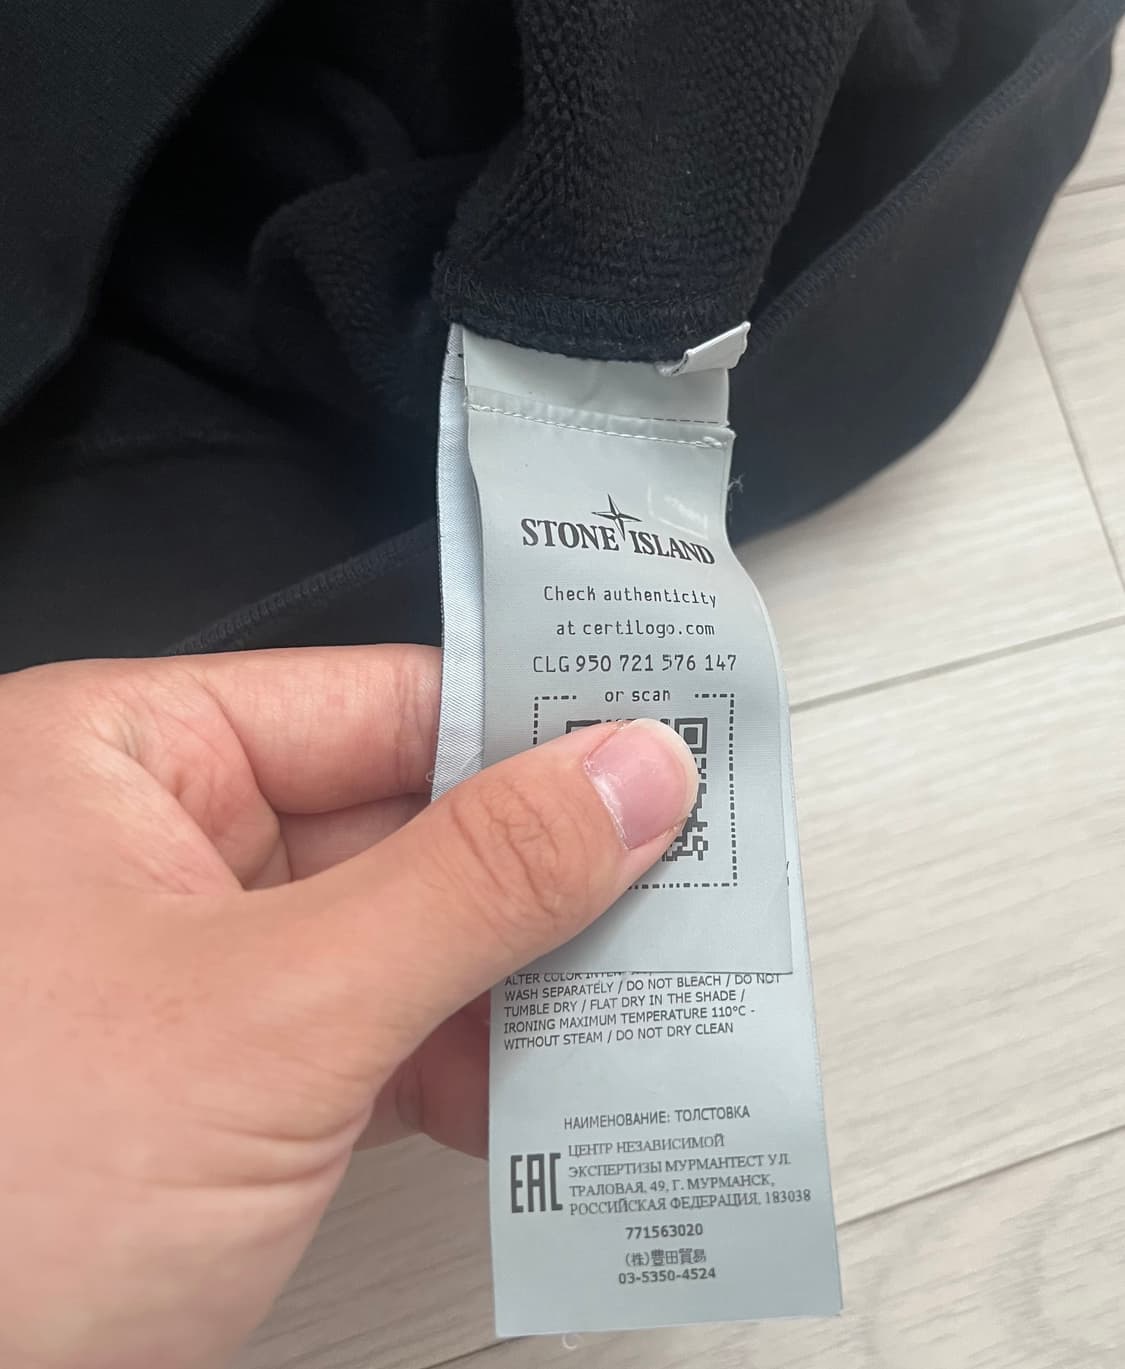 STONE ISLAND
Check authenticity
at certilogo.com
CLG 950 721 576 147
or scan
ALTER COLOR
WASH SEPARATELY / DO NOT BLEACH / DO NOT
TUMBLE DRY / FLAT DRY IN THE SHADE /
IRONING MAXIMUM TEMPERATURE 110°C -
WITHOUT STEAM / DO NOT DRY CLEAN
НАИМЕНОВАНИЕ: ТОЛСТОВКА
EAC
ЦЕНТР НЕЗАВИСИМОЙ
ЭКСПЕРТИЗЫ МУРМАНТЕСТ УЛ.
ТРАЛОВАЯ, 49, Г. МУРМАНСК,
РОССИЙСКАЯ ФЕДЕРАЦИЯ, 183038
771563020
(株)豊田貿易
03-5350-4524